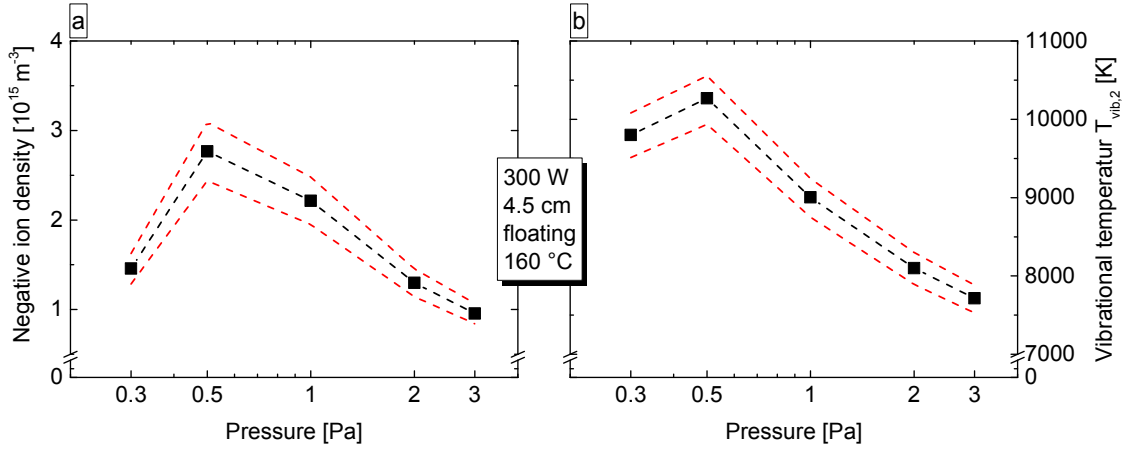 a
4
3
2
1
0
Negative ion density [10¹⁵ m⁻³]
0.3 0.5 1 2 3
Pressure [Pa]
300 W
4.5 cm
floating
160 °C
b
11000
10000
9000
8000
7000
0
Vibrational temperatur T_vib,2 [K]
0.3 0.5 1 2 3
Pressure [Pa]